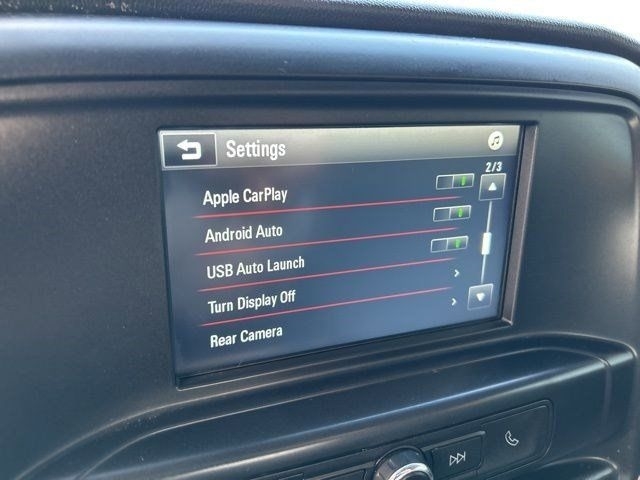 Settings
2/3
Apple CarPlay
Android Auto
USB Auto Launch
Turn Display Off
Rear Camera